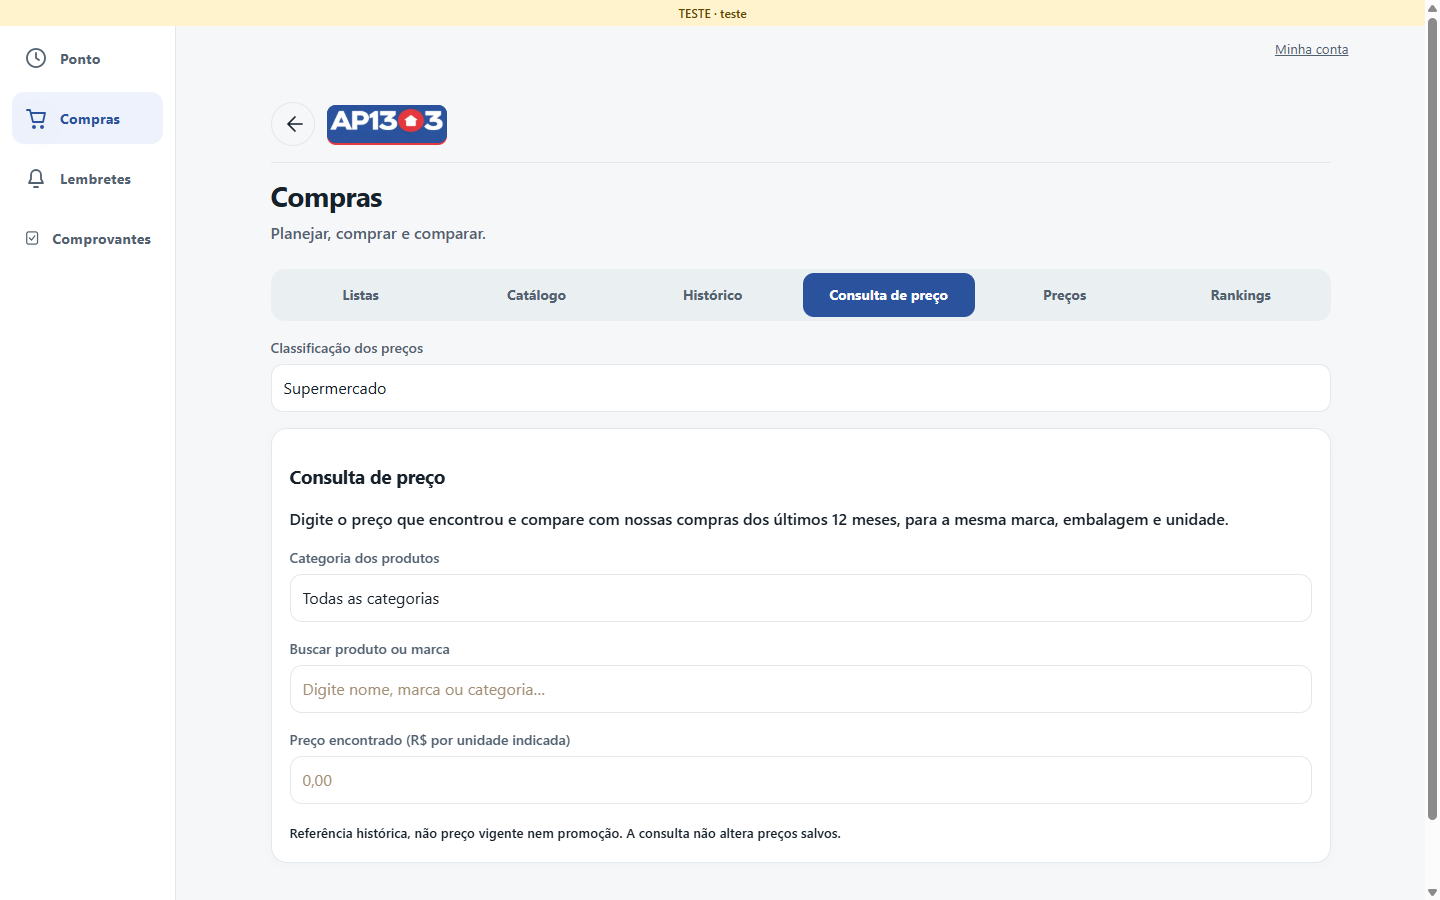 TESTE · teste
Minha conta
Ponto
Compras
Lembretes
Comprovantes
AP1303
Compras
Planejar, comprar e comparar.
Listas
Catálogo
Histórico
Consulta de preço
Preços
Rankings
Classificação dos preços
Supermercado
Consulta de preço
Digite o preço que encontrou e compare com nossas compras dos últimos 12 meses, para a mesma marca, embalagem e unidade.
Categoria dos produtos
Todas as categorias
Buscar produto ou marca
Digite nome, marca ou categoria...
Preço encontrado (R$ por unidade indicada)
0,00
Referência histórica, não preço vigente nem promoção. A consulta não altera preços salvos.